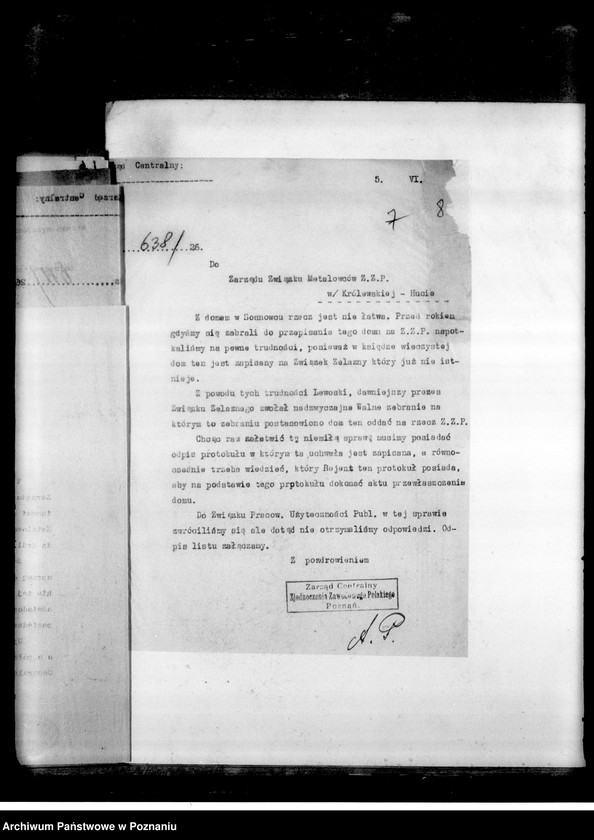 Centralny:
5. VI.
7 8
Zarząd Centralny:
638/ 26.
Do
Zarządu Związku Metalowców Z.Z.P.
w/ Królewskiej - Hucie
Z domem w Sosnowcu rzecz jest nie łatwa. Przed rokiem
gdyśmy się zabrali do przepisania tego domu na Z.Z.P. napot-
kaliśmy na pewne trudności, ponieważ w księdze wieczystej
dom ten jest zapisany na Związek Zelazny który już nie ist-
nieje.
Z powodu tych trudności Lewoski, dawniejszy prezes
Związku Zelaznego zwołał nadzwyczajne Walne zebranie na
którym to zebraniu postanowiono dom ten oddać na rzecz Z.Z.P.
Chcąc raz załatwić tę niemiłą sprawę musimy posiadać
odpis protokułu w którym ta uchwała jest zapisana, a równo-
cześnie trzeba wiedzieć, który Rejent ten protokuł posiada,
aby na podstawie tego prptokułu dokonać aktu przewłaszczenia
domu.
Do Związku Pracow. Użyteczności Publ. w tej sprawie
zwróciliśmy się ale dotąd nie otrzymaliśmy odpowiedzi. Od-
pis listu załączamy.
Z pozdrowieniem
Zarząd Centralny
Zjednoczenia Zawodowego Polskiego
Poznań.
A. P.
Archiwum Państwowe w Poznaniu